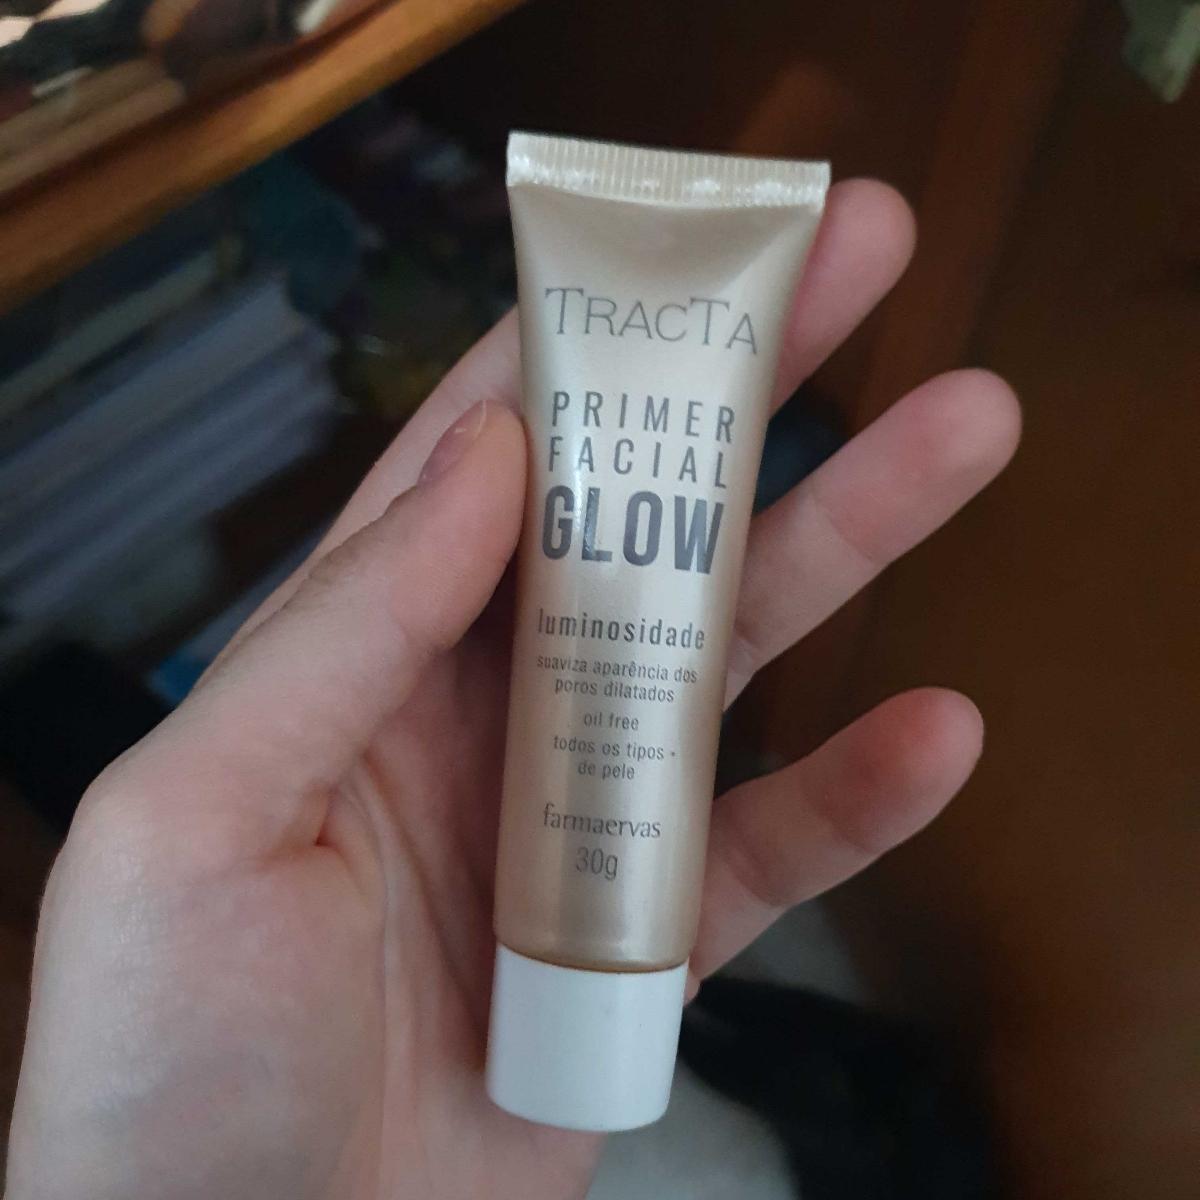 TRACTA
PRIMER
FACIAL
GLOW
luminosidade
suaviza aparência dos
poros dilatados
oil free
todos os tipos
de pele
farmaervas
30g